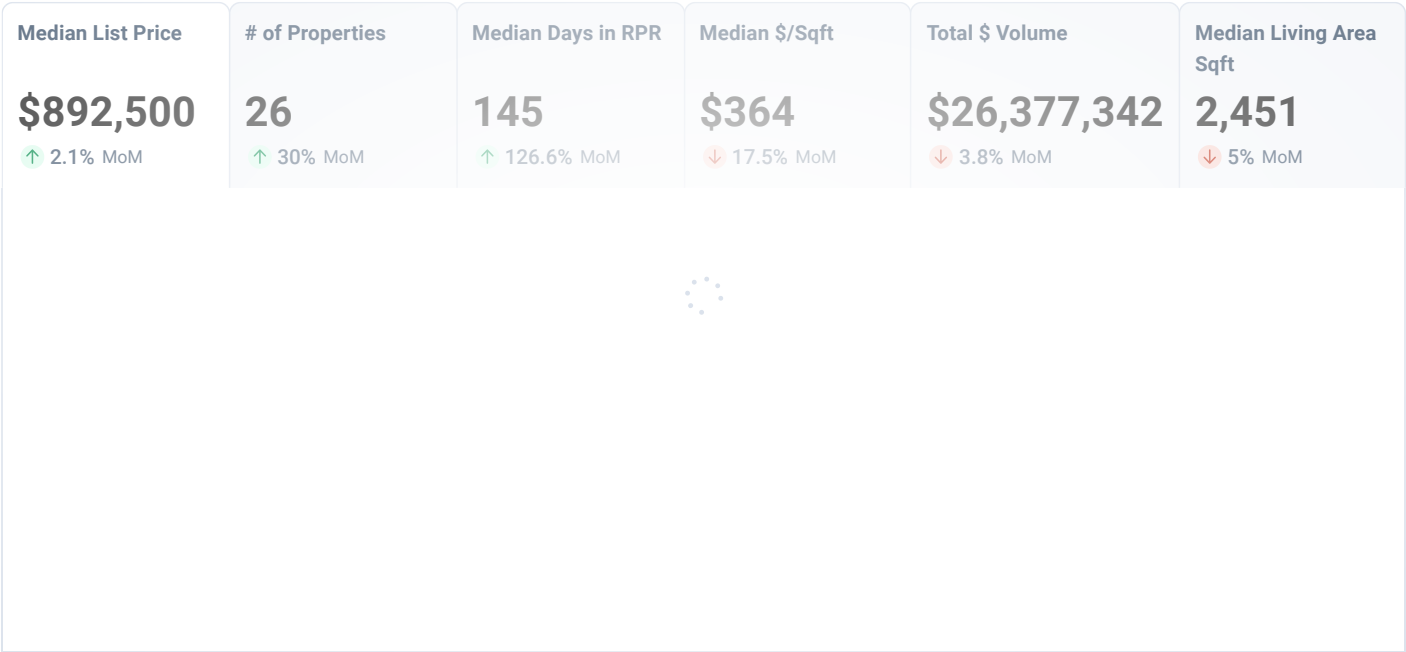 Median List Price
$892,500
2.1% MoM
# of Properties
26
30% MoM
Median Days in RPR
145
126.6% MoM
Median $/Sqft
$364
17.5% MoM
Total $ Volume
$26,377,342
3.8% MoM
Median Living Area
Sqft
2,451
5% MoM